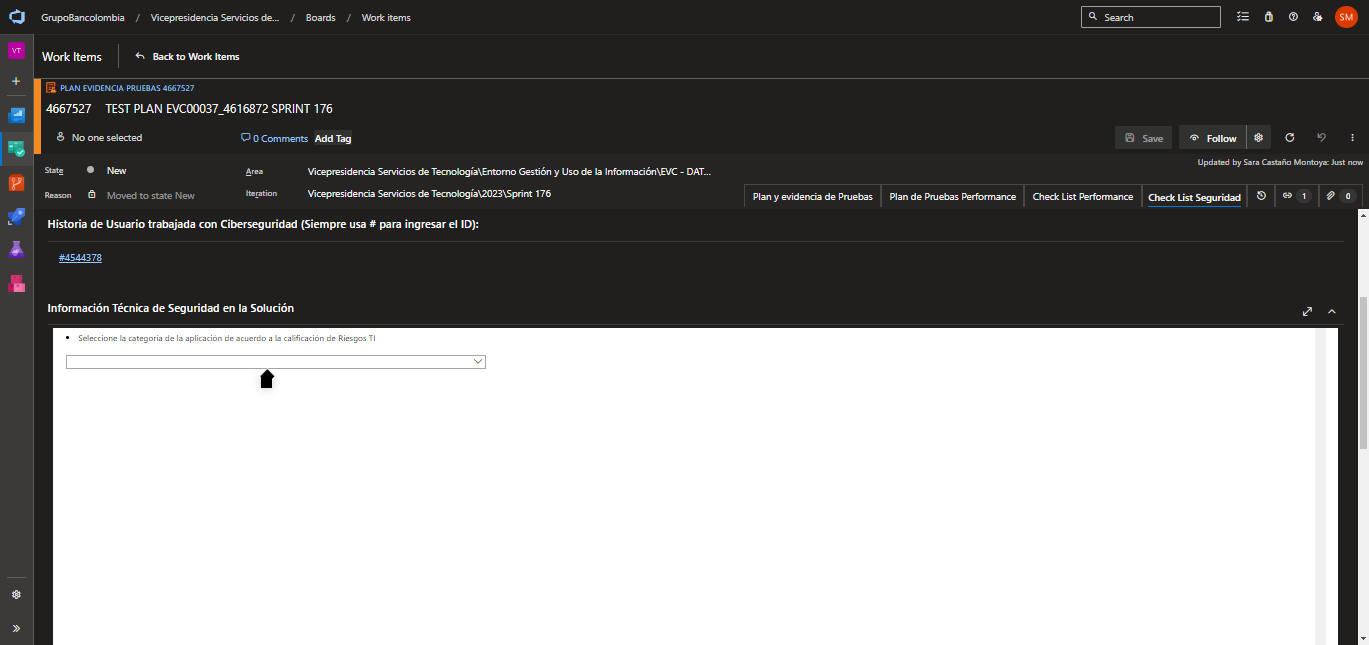 GrupoBancolombia / Vicepresidencia Servicios de... / Boards / Work items
Search
SM
VT
Work Items
Back to Work Items
PLAN EVIDENCIA PRUEBAS 4667527
4667527 TEST PLAN EVC00037_4616872 SPRINT 176
No one selected
0 Comments
Add Tag
Save
Follow
Updated by Sara Castaño Montoya: Just now
State New
Area Vicepresidencia Servicios de Tecnología\Entorno Gestión y Uso de la Información\EVC - DAT...
Reason Moved to state New
Iteration Vicepresidencia Servicios de Tecnología\2023\Sprint 176
Plan y evidencia de Pruebas
Plan de Pruebas Performance
Check List Performance
Check List Seguridad
1
0
Historia de Usuario trabajada con Ciberseguridad (Siempre usa # para ingresar el ID):
#4544378
Información Técnica de Seguridad en la Solución
Seleccione la categoria de la aplicación de acuerdo a la calificación de Riesgos TI